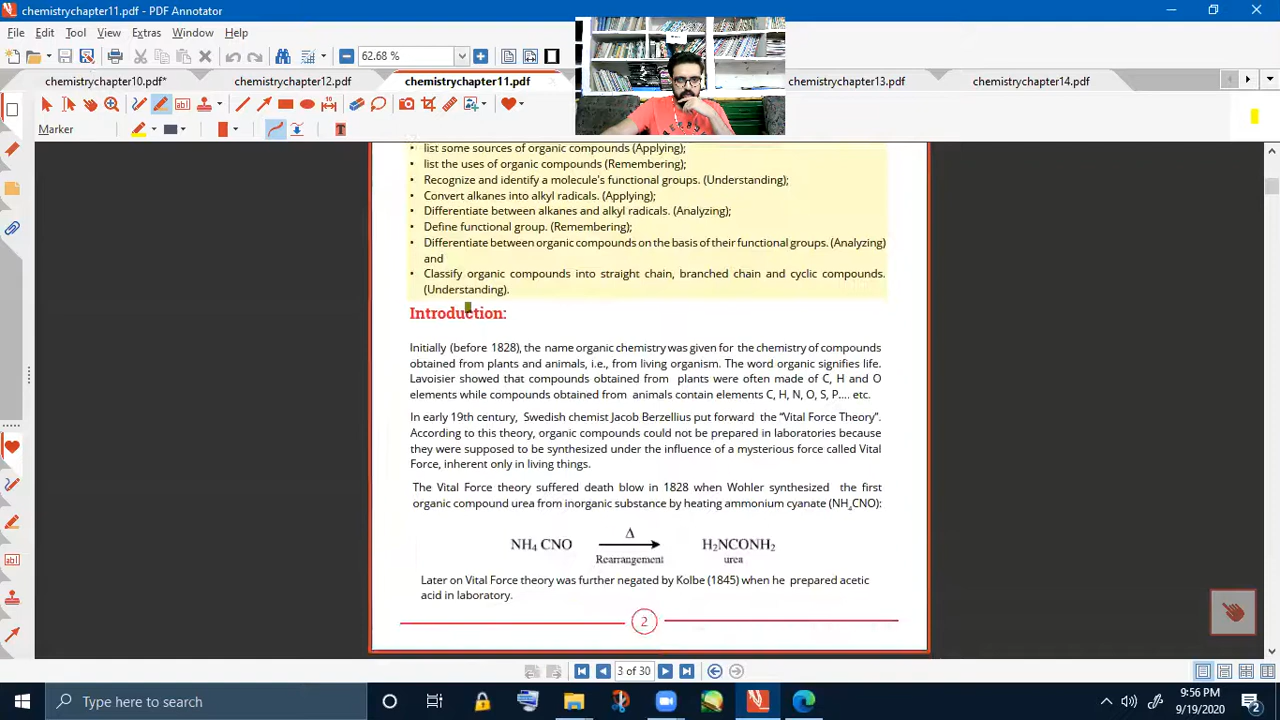 chemistrychapter11.pdf - PDF Annotator
File Edit Tool View Extras Window Help
62.68 %
chemistrychapter10.pdf* chemistrychapter12.pdf chemistrychapter11.pdf chemistrychapter13.pdf chemistrychapter14.pdf
Marker
• list some sources of organic compounds (Applying);
• list the uses of organic compounds (Remembering);
• Recognize and identify a molecule's functional groups. (Understanding);
• Convert alkanes into alkyl radicals. (Applying);
• Differentiate between alkanes and alkyl radicals. (Analyzing);
• Define functional group. (Remembering);
• Differentiate between organic compounds on the basis of their functional groups. (Analyzing)
and
• Classify organic compounds into straight chain, branched chain and cyclic compounds.
(Understanding).
Introduction:
Initially (before 1828), the name organic chemistry was given for the chemistry of compounds
obtained from plants and animals, i.e., from living organism. The word organic signifies life.
Lavoisier showed that compounds obtained from plants were often made of C, H and O
elements while compounds obtained from animals contain elements C, H, N, O, S, P.... etc.
In early 19th century, Swedish chemist Jacob Berzellius put forward the “Vital Force Theory”.
According to this theory, organic compounds could not be prepared in laboratories because
they were supposed to be synthesized under the influence of a mysterious force called Vital
Force, inherent only in living things.
The Vital Force theory suffered death blow in 1828 when Wohler synthesized the first
organic compound urea from inorganic substance by heating ammonium cyanate (NH₄CNO):
Δ
NH₄ CNO H₂NCONH₂
Rearrangement urea
Later on Vital Force theory was further negated by Kolbe (1845) when he prepared acetic
acid in laboratory.
2
3 of 30
Type here to search
9:56 PM
9/19/2020
2